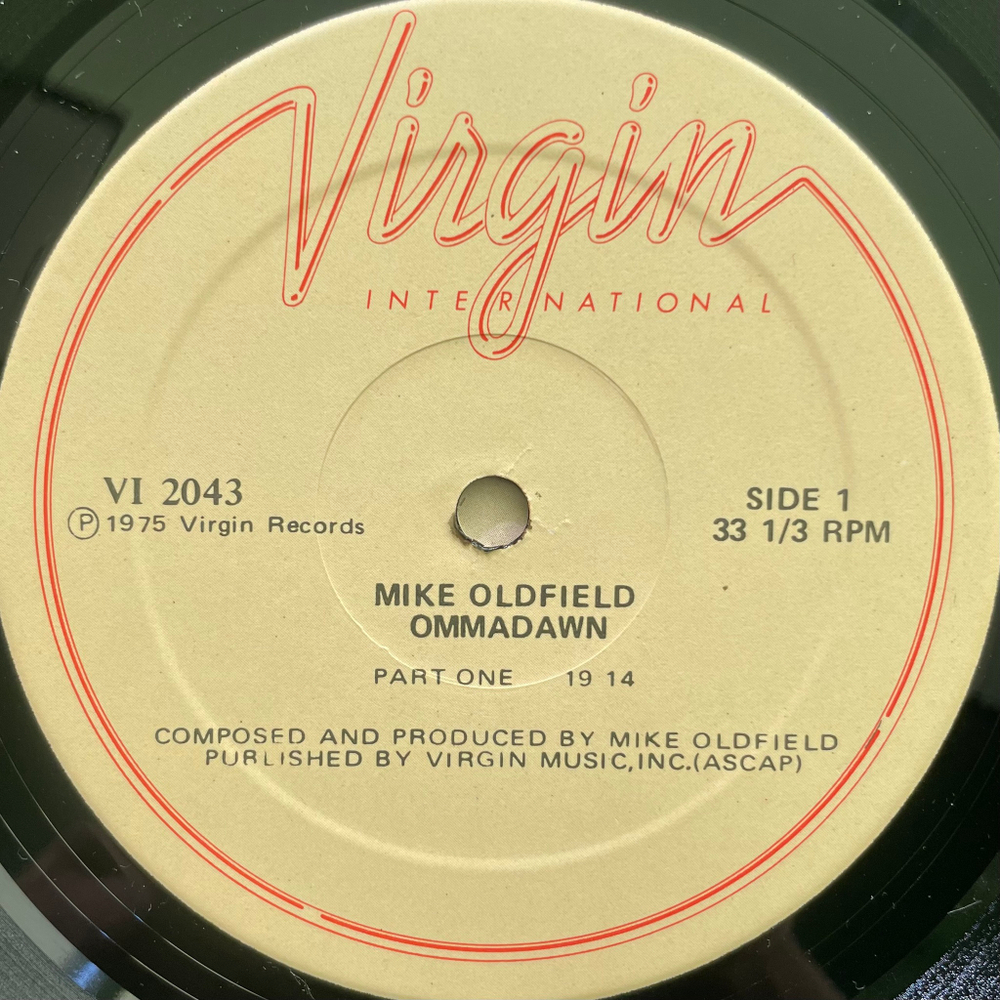 Virgin
INTERNATIONAL
VI 2043
Ⓟ 1975 Virgin Records
SIDE 1
33 1/3 RPM
MIKE OLDFIELD
OMMADAWN
PART ONE 19 14
COMPOSED AND PRODUCED BY MIKE OLDFIELD
PUBLISHED BY VIRGIN MUSIC,INC.(ASCAP)